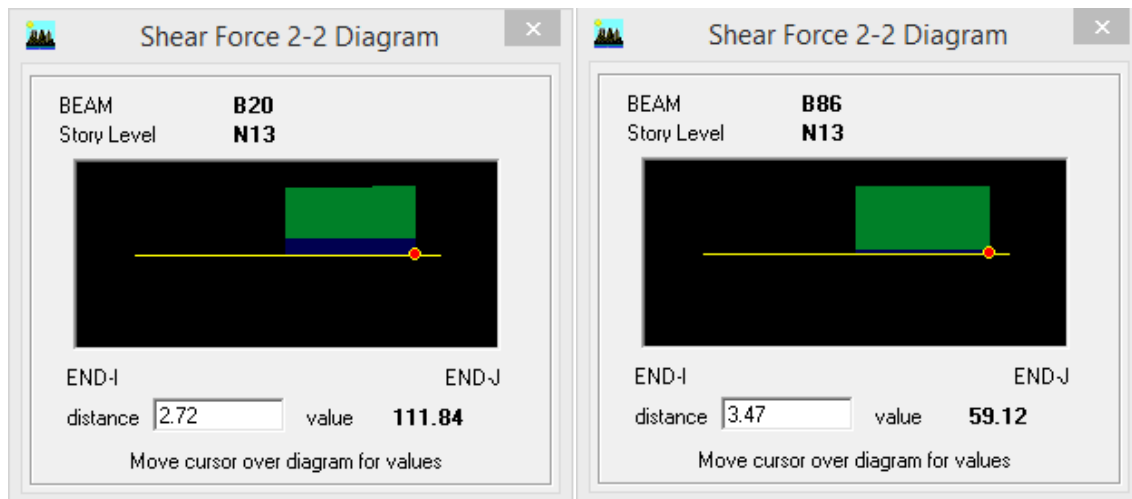 Shear Force 2-2 Diagram ×
BEAM B20
Story Level N13
END-I END-J
distance 2.72 value 111.84
Move cursor over diagram for values
Shear Force 2-2 Diagram ×
BEAM B86
Story Level N13
END-I END-J
distance 3.47 value 59.12
Move cursor over diagram for values